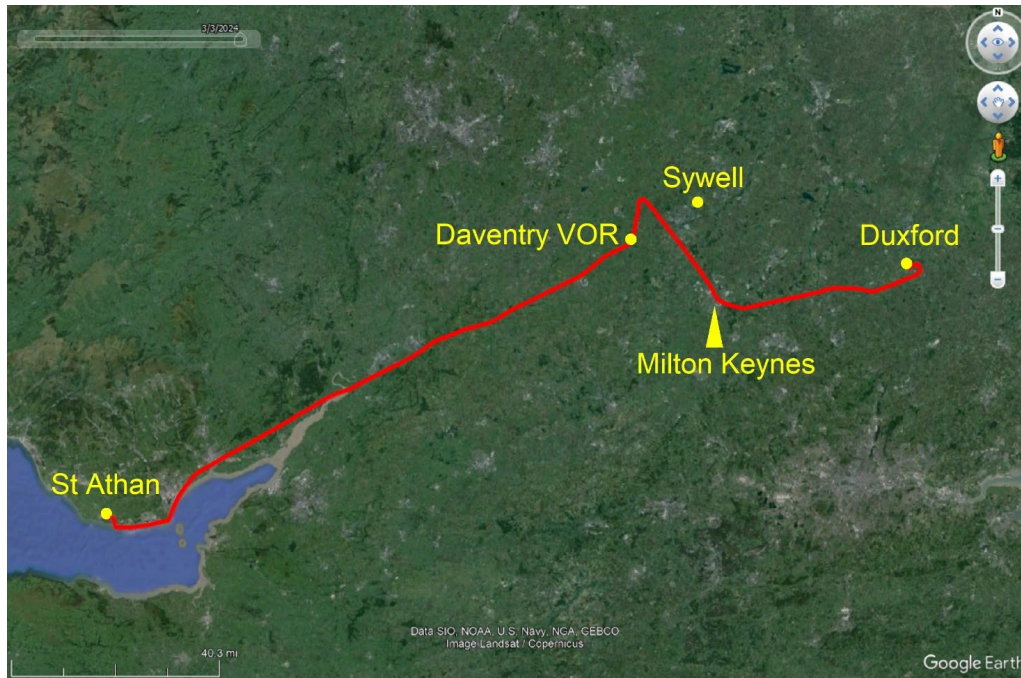 3/3/2024
N
Sywell
Daventry VOR
Duxford
Milton Keynes
St Athan
Data SIO, NOAA, U.S. Navy, NGA, GEBCO
Image Landsat / Copernicus
40.3 mi
Google Earth